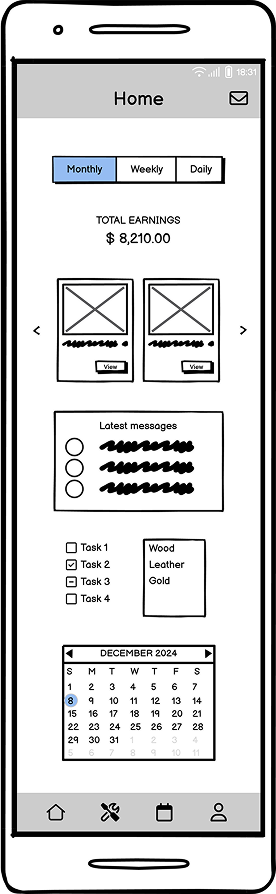 18:31
Home
Monthly Weekly Daily
TOTAL EARNINGS
$ 8,210.00
< >
View View
Latest messages
Task 1
Task 2
Task 3
Task 4
Wood
Leather
Gold
DECEMBER 2024
S M T W T F S
1 2 3 4 5 6 7
8 9 10 11 12 13 14
15 16 17 18 19 20 21
22 23 24 25 26 27 28
29 30 31 1 2 3 4
5 6 7 8 9 10 11